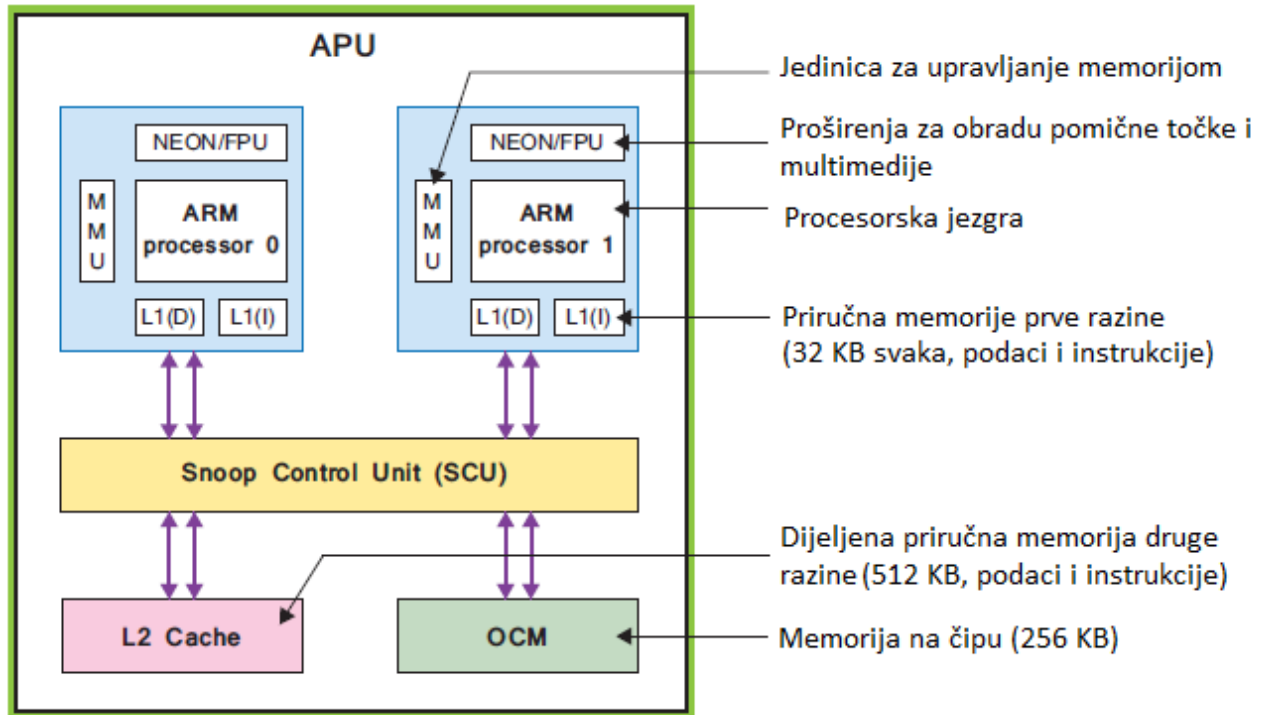 APU
Jedinica za upravljanje memorijom
NEON/FPU
NEON/FPU
Proširenja za obradu pomične točke i
multimedije
M
M
U
ARM
processor 0
M
M
U
ARM
processor 1
Procesorska jezgra
L1(D)
L1(I)
L1(D)
L1(I)
Priručna memorije prve razine
(32 KB svaka, podaci i instrukcije)
Snoop Control Unit (SCU)
Dijeljena priručna memorija druge
razine (512 KB, podaci i instrukcije)
L2 Cache
OCM
Memorija na čipu (256 KB)